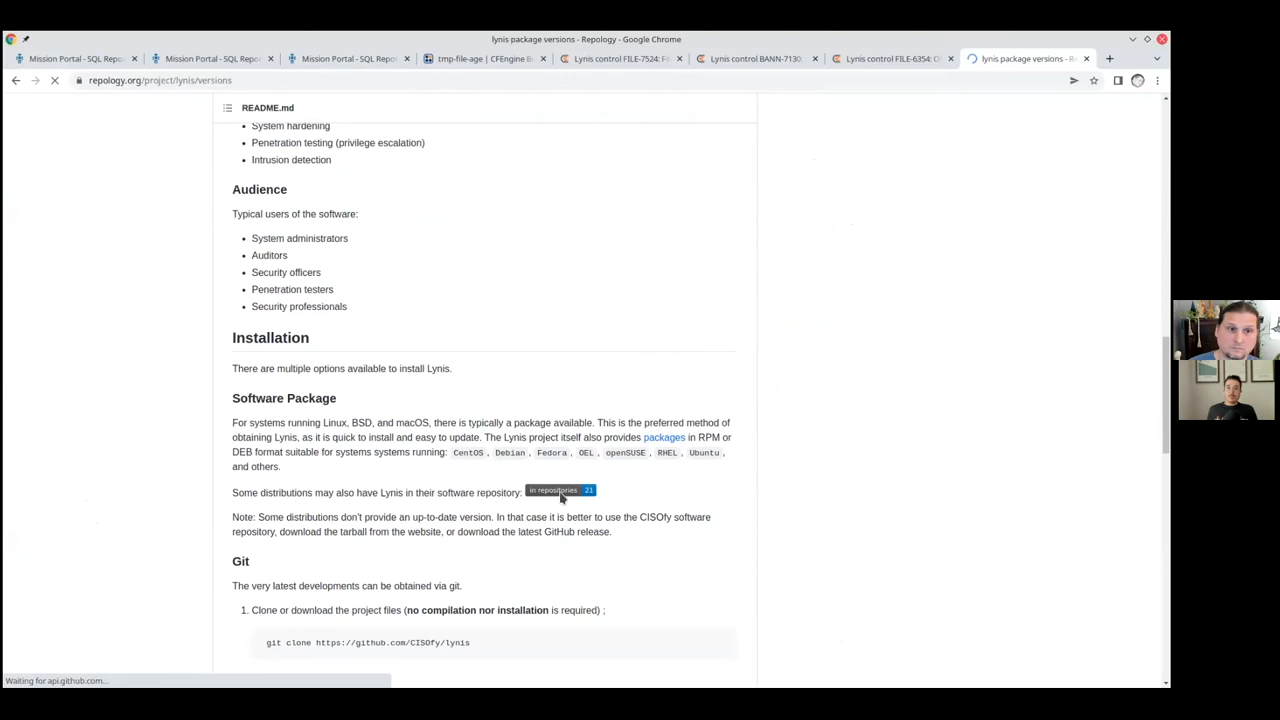 lynis package versions - Repology - Google Chrome
Mission Portal - SQL Repo
Mission Portal - SQL Repo
Mission Portal - SQL Repo
tmp-file-age | CFEngine B
Lynis control FILE-7524: Pe
Lynis control BANN-7130:
Lynis control FILE-6354: O
lynis package versions - R
repology.org/project/lynis/versions
README.md
System hardening
Penetration testing (privilege escalation)
Intrusion detection
Audience
Typical users of the software:
System administrators
Auditors
Security officers
Penetration testers
Security professionals
Installation
There are multiple options available to install Lynis.
Software Package
For systems running Linux, BSD, and macOS, there is typically a package available. This is the preferred method of
obtaining Lynis, as it is quick to install and easy to update. The Lynis project itself also provides packages in RPM or
DEB format suitable for systems systems running: CentOS, Debian, Fedora, OEL, openSUSE, RHEL, Ubuntu,
and others.
Some distributions may also have Lynis in their software repository: in repositories 21
Note: Some distributions don't provide an up-to-date version. In that case it is better to use the CISOfy software
repository, download the tarball from the website, or download the latest GitHub release.
Git
The very latest developments can be obtained via git.
1. Clone or download the project files (no compilation nor installation is required) ;
git clone https://github.com/CISOfy/lynis
Waiting for api.github.com...